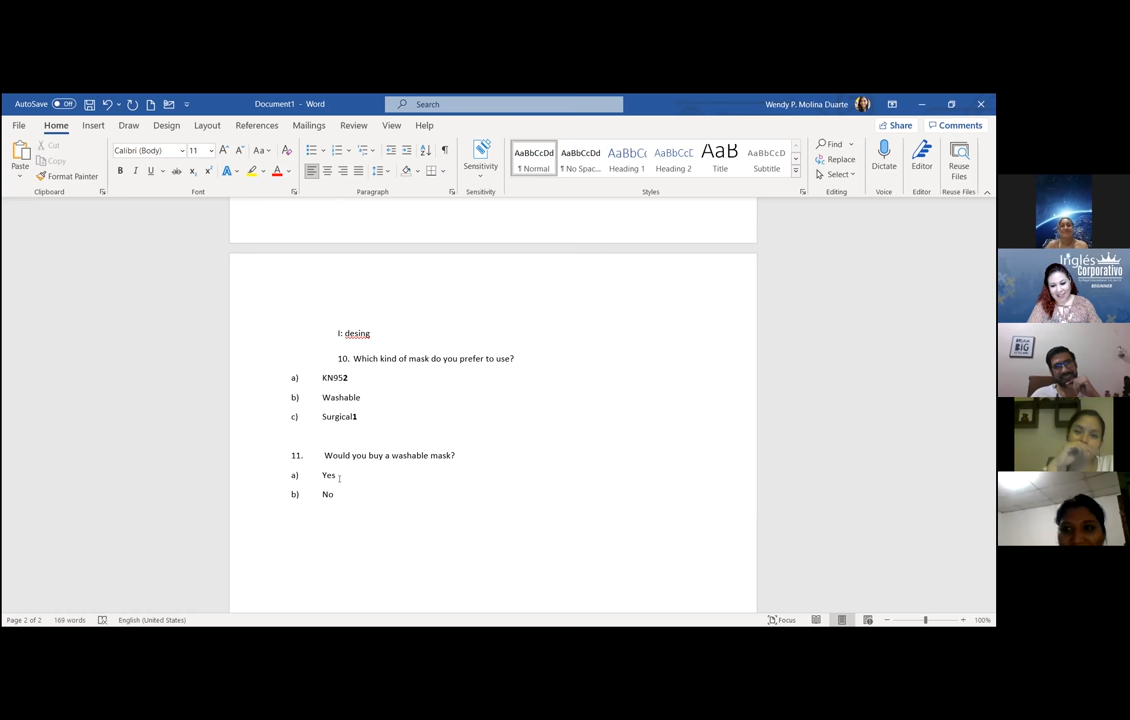 AutoSave Off Document1 - Word Search Wendy P. Molina Duarte
File Home Insert Draw Design Layout References Mailings Review View Help Share Comments
Paste Cut Copy Format Painter
Calibri (Body) 11
Sensitivity
AaBbCcDd AaBbCcDd AaBbCc AaBbCcC AaB AaBbCcD
Normal No Spac... Heading 1 Heading 2 Title Subtitle
Find Replace Select
Dictate Editor Reuse Files
Clipboard Font Paragraph Sensitivity Styles Editing Voice Editor Reuse Files
I: desing
10. Which kind of mask do you prefer to use?
a) KN952
b) Washable
c) Surgical1
11. Would you buy a washable mask?
a) Yes
b) No
Page 2 of 2 169 words English (United States) Focus 100%
Inglés
Corporativo
BEGINNER
BIG